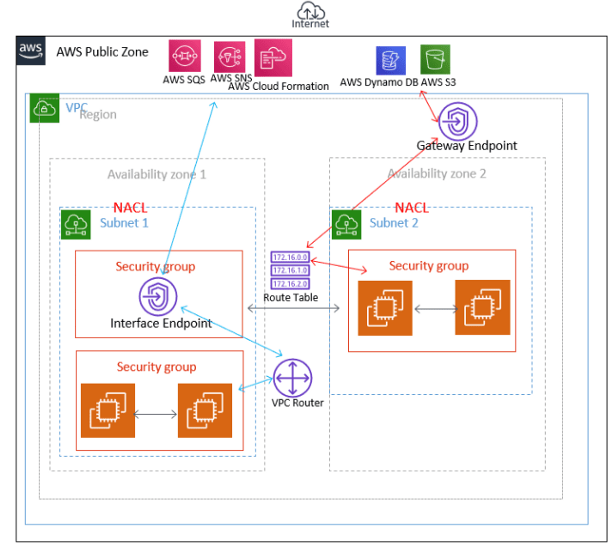 Internet
aws
AWS Public Zone
AWS SQS
AWS SNS
AWS Cloud Formation
AWS Dynamo DB
AWS S3
VPC
Region
Gateway Endpoint
Availability zone 1
Availability zone 2
NACL
Subnet 1
NACL
Subnet 2
Security group
Interface Endpoint
172.16.0.0
172.16.1.0
172.16.2.0
Route Table
Security group
Security group
VPC Router